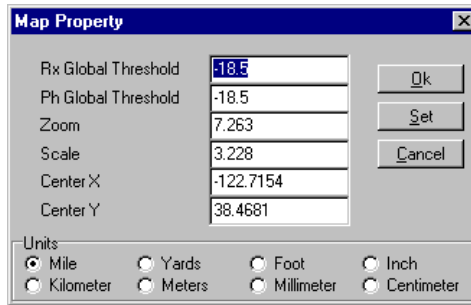 Map Property
Rx Global Threshold -18.5 Ok
Ph Global Threshold -18.5
Zoom 7.263 Set
Scale 3.228 Cancel
Center X -122.7154
Center Y 38.4681
Units
Mile Yards Foot Inch
Kilometer Meters Millimeter Centimeter